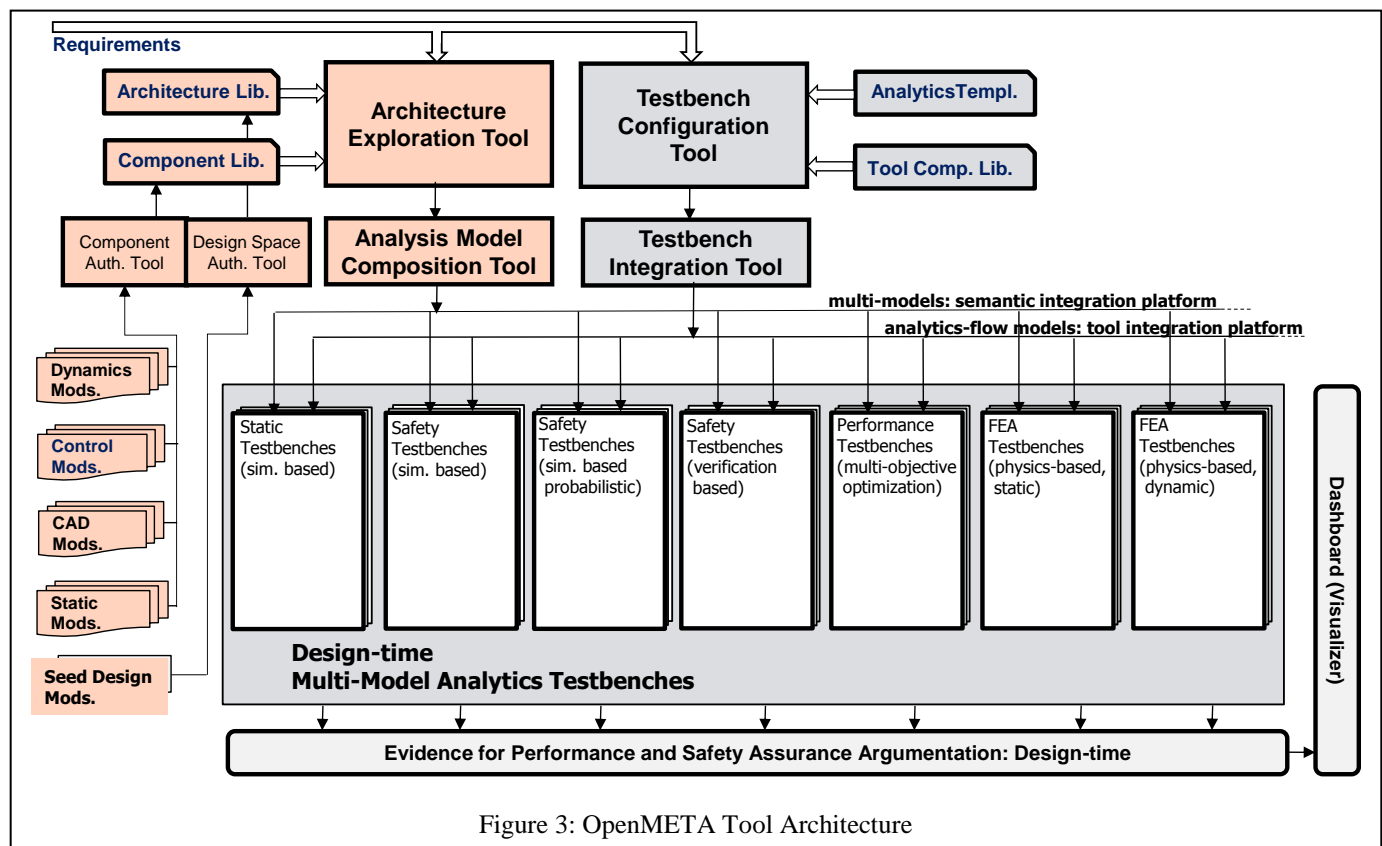 Requirements
Architecture Lib.
Component Lib.
Architecture
Exploration Tool
Testbench
Configuration
Tool
AnalyticsTempl.
Tool Comp. Lib.
Component
Auth. Tool
Design Space
Auth. Tool
Analysis Model
Composition Tool
Testbench
Integration Tool
multi-models: semantic integration platform
analytics-flow models: tool integration platform
Dynamics
Mods.
Control
Mods.
CAD
Mods.
Static
Mods.
Seed Design
Mods.
Static
Testbenches
(sim. based)
Safety
Testbenches
(sim. based)
Safety
Testbenches
(sim. based
probabilistic)
Safety
Testbenches
(verification
based)
Performance
Testbenches
(multi-objective
optimization)
FEA
Testbenches
(physics-based,
static)
FEA
Testbenches
(physics-based,
dynamic)
Design-time
Multi-Model Analytics Testbenches
Dashboard (Visualizer)
Evidence for Performance and Safety Assurance Argumentation: Design-time
Figure 3: OpenMETA Tool Architecture